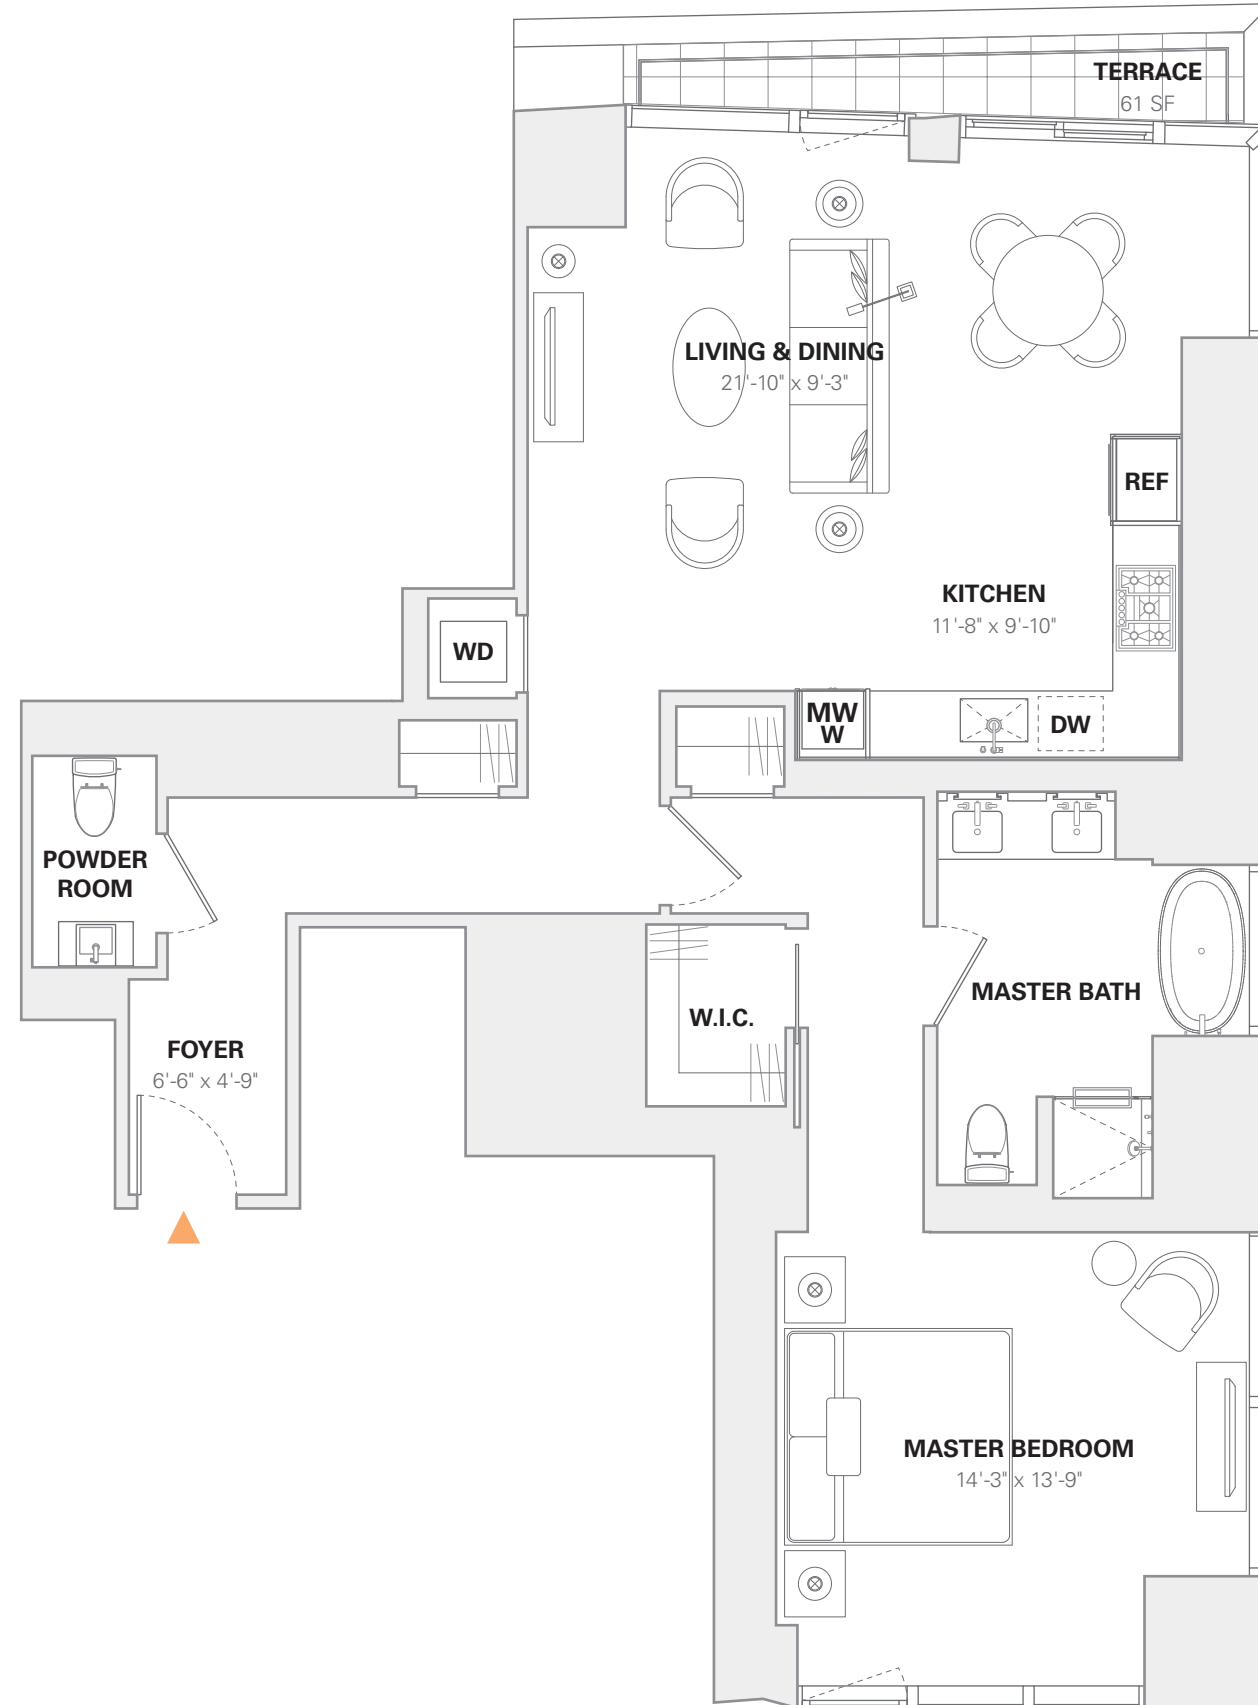 TERRACE
61 SF
LIVING & DINING
21'-10" x 9'-3"
REF
KITCHEN
11'-8" x 9'-10"
WD
MW
W
DW
POWDER
ROOM
MASTER BATH
W.I.C.
FOYER
6'-6" x 4'-9"
MASTER BEDROOM
14'-3" x 13'-9"